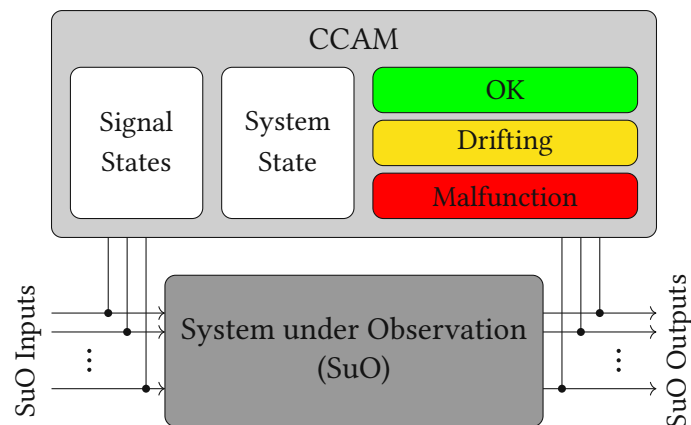 CCAM
Signal
States
System
State
OK
Drifting
Malfunction
SuO Inputs
System under Observation
(SuO)
SuO Outputs